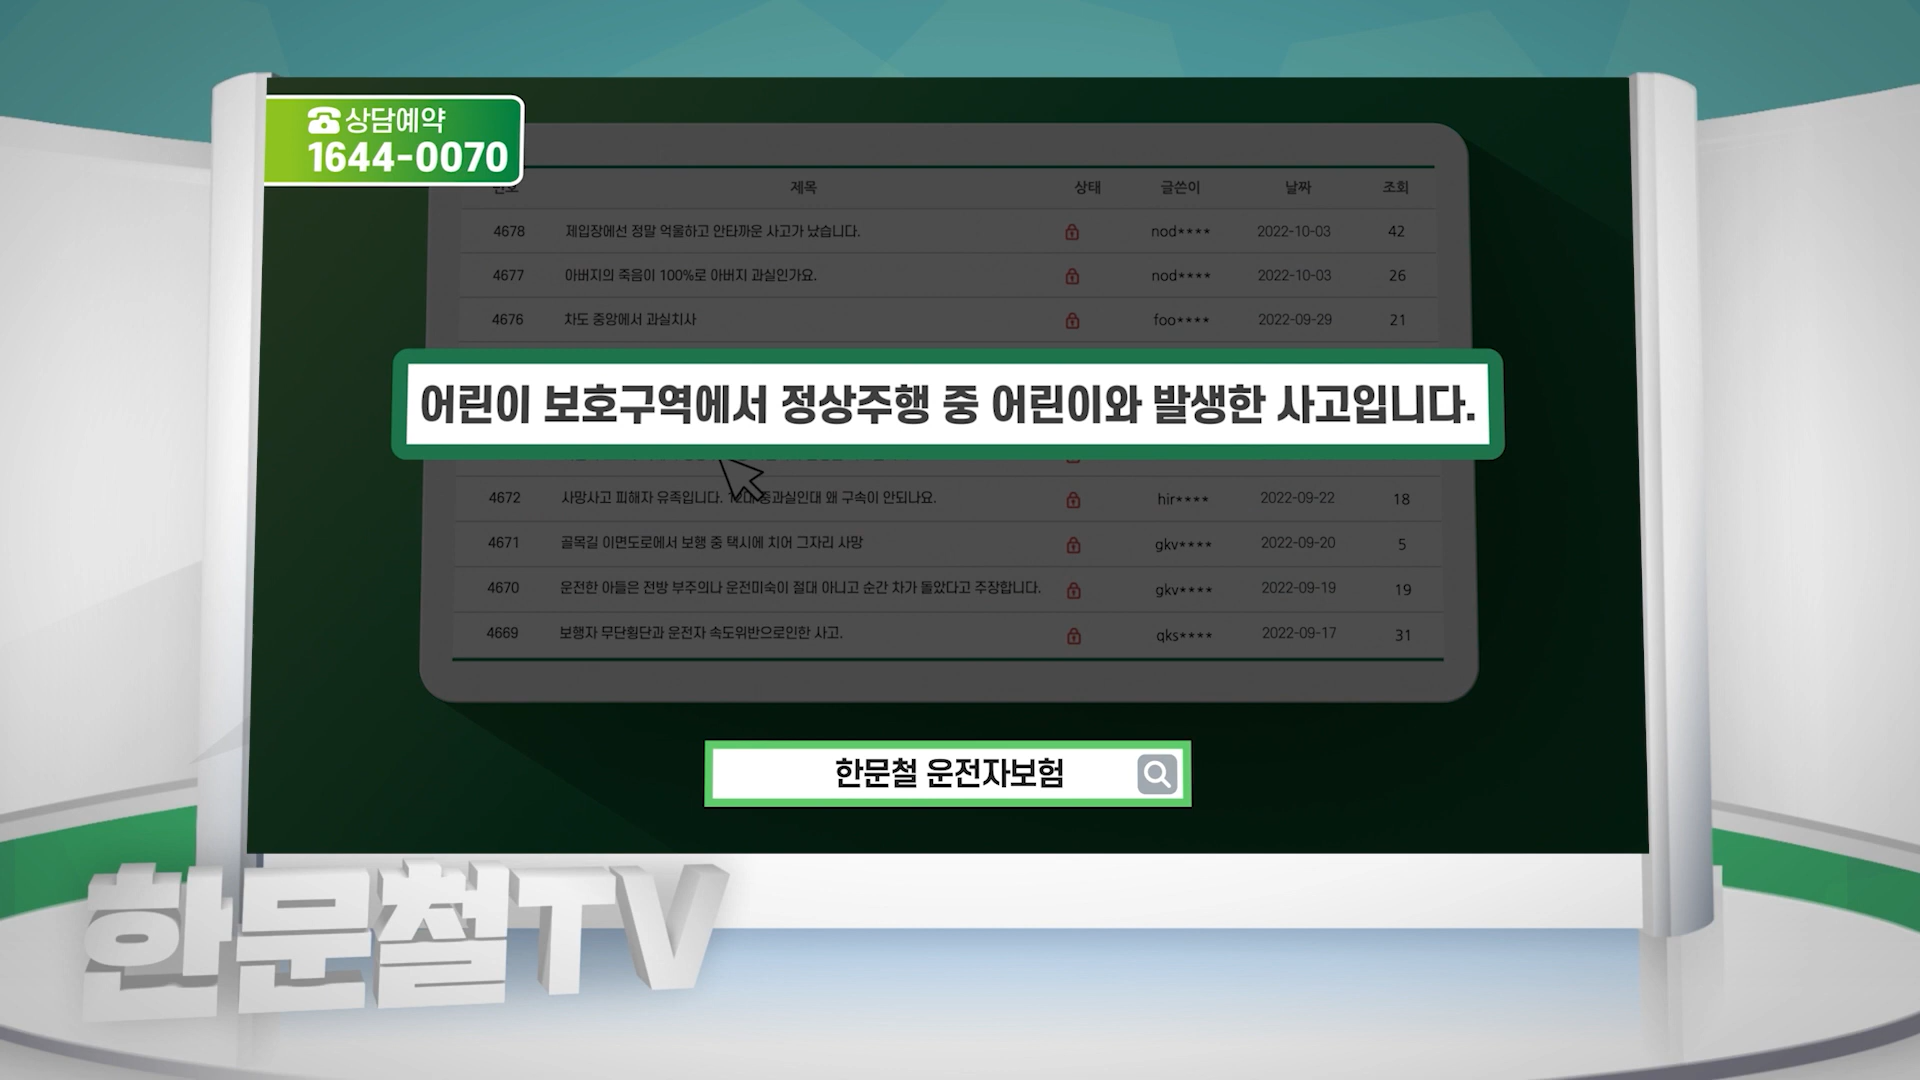 상담예약
1644-0070
제목 상태 글쓴이 날짜 조회
4678 제입장에선 정말 억울하고 안타까운 사고가 났습니다. nod**** 2022-10-03 42
4677 아버지의 죽음이 100%로 아버지 과실인가요. nod**** 2022-10-03 26
4676 차도 중앙에서 과실치사 foo**** 2022-09-29 21
어린이 보호구역에서 정상주행 중 어린이와 발생한 사고입니다.
4672 사망사고 피해자 유족입니다. 12대 중과실인대 왜 구속이 안되나요. hir**** 2022-09-22 18
4671 골목길 이면도로에서 보행 중 택시에 치어 그자리 사망 gkv**** 2022-09-20 5
4670 운전한 아들은 전방 부주의나 운전미숙이 절대 아니고 순간 차가 돌았다고 주장합니다. gkv**** 2022-09-19 19
4669 보행자 무단횡단과 운전자 속도위반으로인한 사고. qks**** 2022-09-17 31
한문철 운전자보험
한문철TV